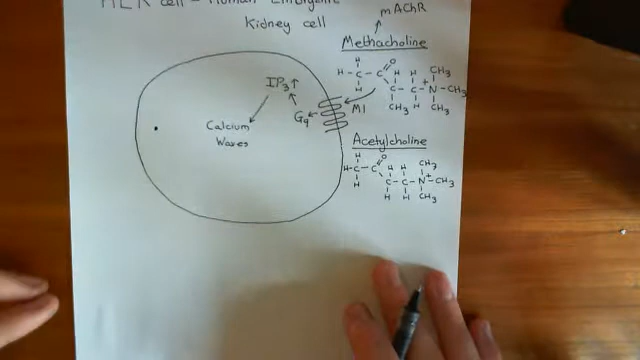 HEK cell - Human Embryonic
Kidney cell
mAChR
Methacholine
IP3↑
Gq
M1
Calcium
Waves
Acetylcholine
H O
H - C - C H H CH3
H C - C - N+ - CH3
CH3 H CH3
H O
H - C - C H H CH3
H C - C - N+ - CH3
H H CH3